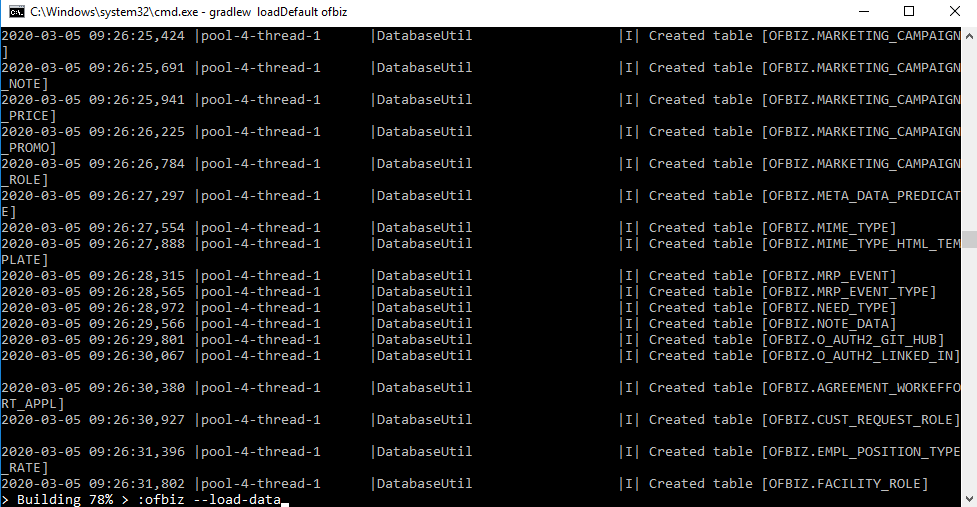 C:\Windows\system32\cmd.exe - gradlew  loadDefault ofbiz
2020-03-05 09:26:25,424 |pool-4-thread-1      |DatabaseUtil                  |I| Created table [OFBIZ.MARKETING_CAMPAIGN
]
2020-03-05 09:26:25,691 |pool-4-thread-1      |DatabaseUtil                  |I| Created table [OFBIZ.MARKETING_CAMPAIGN
_NOTE]
2020-03-05 09:26:25,941 |pool-4-thread-1      |DatabaseUtil                  |I| Created table [OFBIZ.MARKETING_CAMPAIGN
_PRICE]
2020-03-05 09:26:26,225 |pool-4-thread-1      |DatabaseUtil                  |I| Created table [OFBIZ.MARKETING_CAMPAIGN
_PROMO]
2020-03-05 09:26:26,784 |pool-4-thread-1      |DatabaseUtil                  |I| Created table [OFBIZ.MARKETING_CAMPAIGN
_ROLE]
2020-03-05 09:26:27,297 |pool-4-thread-1      |DatabaseUtil                  |I| Created table [OFBIZ.META_DATA_PREDICAT
E]
2020-03-05 09:26:27,554 |pool-4-thread-1      |DatabaseUtil                  |I| Created table [OFBIZ.MIME_TYPE]
2020-03-05 09:26:27,888 |pool-4-thread-1      |DatabaseUtil                  |I| Created table [OFBIZ.MIME_TYPE_HTML_TEM
PLATE]
2020-03-05 09:26:28,315 |pool-4-thread-1      |DatabaseUtil                  |I| Created table [OFBIZ.MRP_EVENT]
2020-03-05 09:26:28,565 |pool-4-thread-1      |DatabaseUtil                  |I| Created table [OFBIZ.MRP_EVENT_TYPE]
2020-03-05 09:26:28,972 |pool-4-thread-1      |DatabaseUtil                  |I| Created table [OFBIZ.NEED_TYPE]
2020-03-05 09:26:29,566 |pool-4-thread-1      |DatabaseUtil                  |I| Created table [OFBIZ.NOTE_DATA]
2020-03-05 09:26:29,801 |pool-4-thread-1      |DatabaseUtil                  |I| Created table [OFBIZ.O_AUTH2_GIT_HUB]
2020-03-05 09:26:30,067 |pool-4-thread-1      |DatabaseUtil                  |I| Created table [OFBIZ.O_AUTH2_LINKED_IN]
2020-03-05 09:26:30,380 |pool-4-thread-1      |DatabaseUtil                  |I| Created table [OFBIZ.AGREEMENT_WORKEFFO
RT_APPL]
2020-03-05 09:26:30,927 |pool-4-thread-1      |DatabaseUtil                  |I| Created table [OFBIZ.CUST_REQUEST_ROLE]
2020-03-05 09:26:31,396 |pool-4-thread-1      |DatabaseUtil                  |I| Created table [OFBIZ.EMPL_POSITION_TYPE
_RATE]
2020-03-05 09:26:31,802 |pool-4-thread-1      |DatabaseUtil                  |I| Created table [OFBIZ.FACILITY_ROLE]
> Building 78% > :ofbiz --load-data